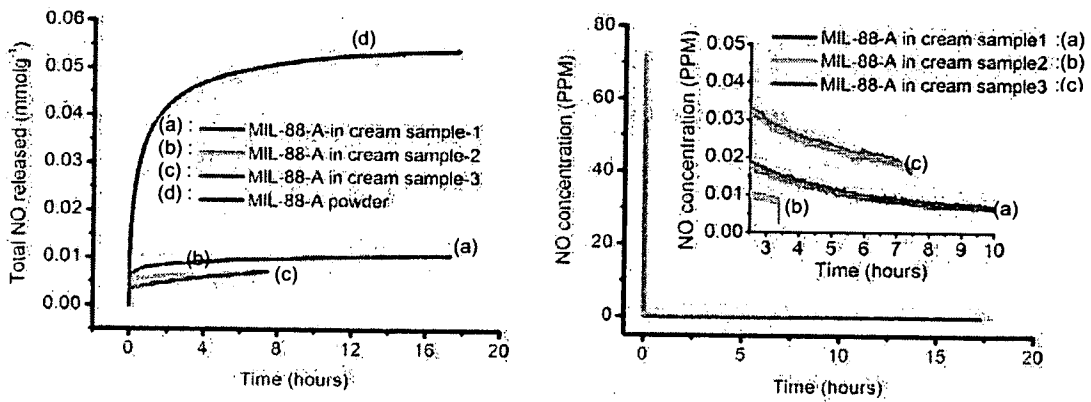 Total NO released (mmolg⁻¹)
0.06
0.05
0.04
0.03
0.02
0.01
0.00
(d)
(a) : MIL-88-A in cream sample-1
(b) : MIL-88-A in cream sample-2
(c) : MIL-88-A in cream sample-3
(d) : MIL-88-A powder
(a)
(b)
(c)
0 4 8 12 16 20
Time (hours)
NO concentration (PPM)
80
60
40
20
0
MIL-88-A in cream sample1 :(a)
MIL-88-A in cream sample2 :(b)
MIL-88-A in cream sample3 :(c)
NO concentration (PPM)
0.05
0.04
0.03
0.02
0.01
0.00
(c)
(b)
(a)
3 4 5 6 7 8 9 10
Time (hours)
0 5 10 15 20
Time (hours)